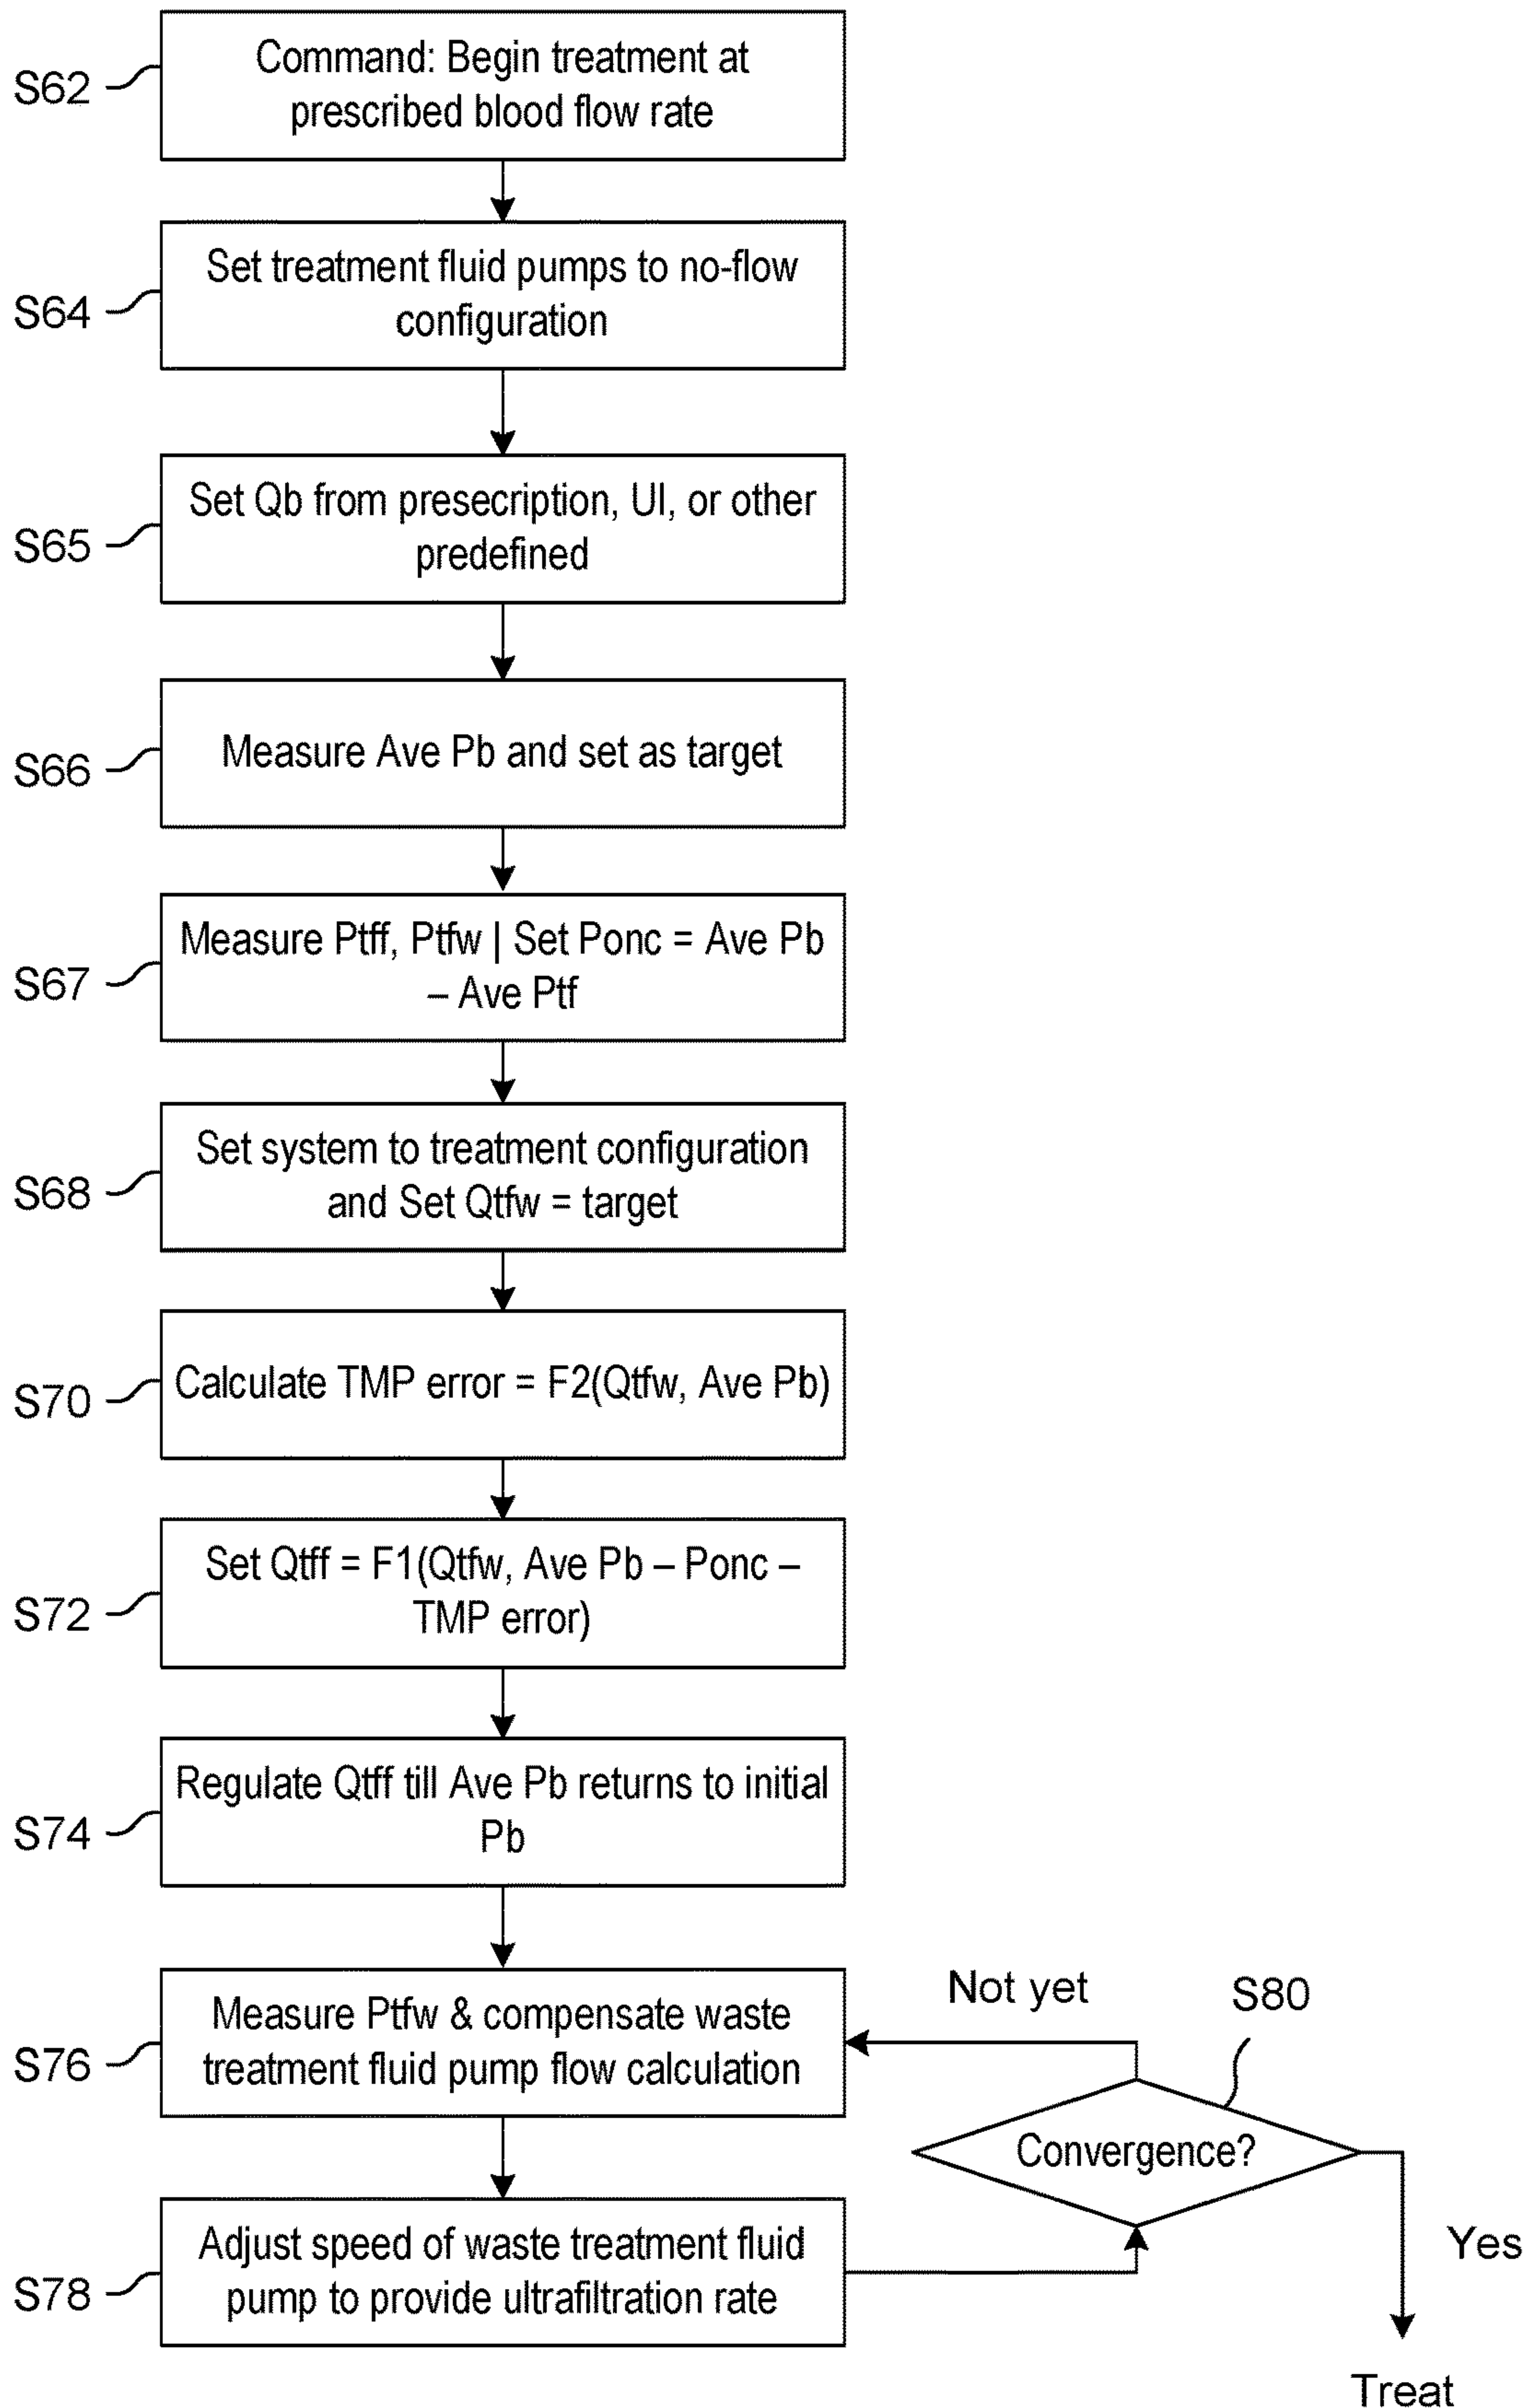 S62
Command: Begin treatment at
prescribed blood flow rate
S64
Set treatment fluid pumps to no-flow
configuration
S65
Set Qb from presecription, UI, or other
predefined
S66
Measure Ave Pb and set as target
S67
Measure Ptff, Ptfw | Set Ponc = Ave Pb
– Ave Ptf
S68
Set system to treatment configuration
and Set Qtfw = target
S70
Calculate TMP error = F2(Qtfw, Ave Pb)
S72
Set Qtff = F1(Qtfw, Ave Pb – Ponc –
TMP error)
S74
Regulate Qtff till Ave Pb returns to initial
Pb
S76
Measure Ptfw & compensate waste
treatment fluid pump flow calculation
Not yet
S80
Convergence?
S78
Adjust speed of waste treatment fluid
pump to provide ultrafiltration rate
Yes
Treat